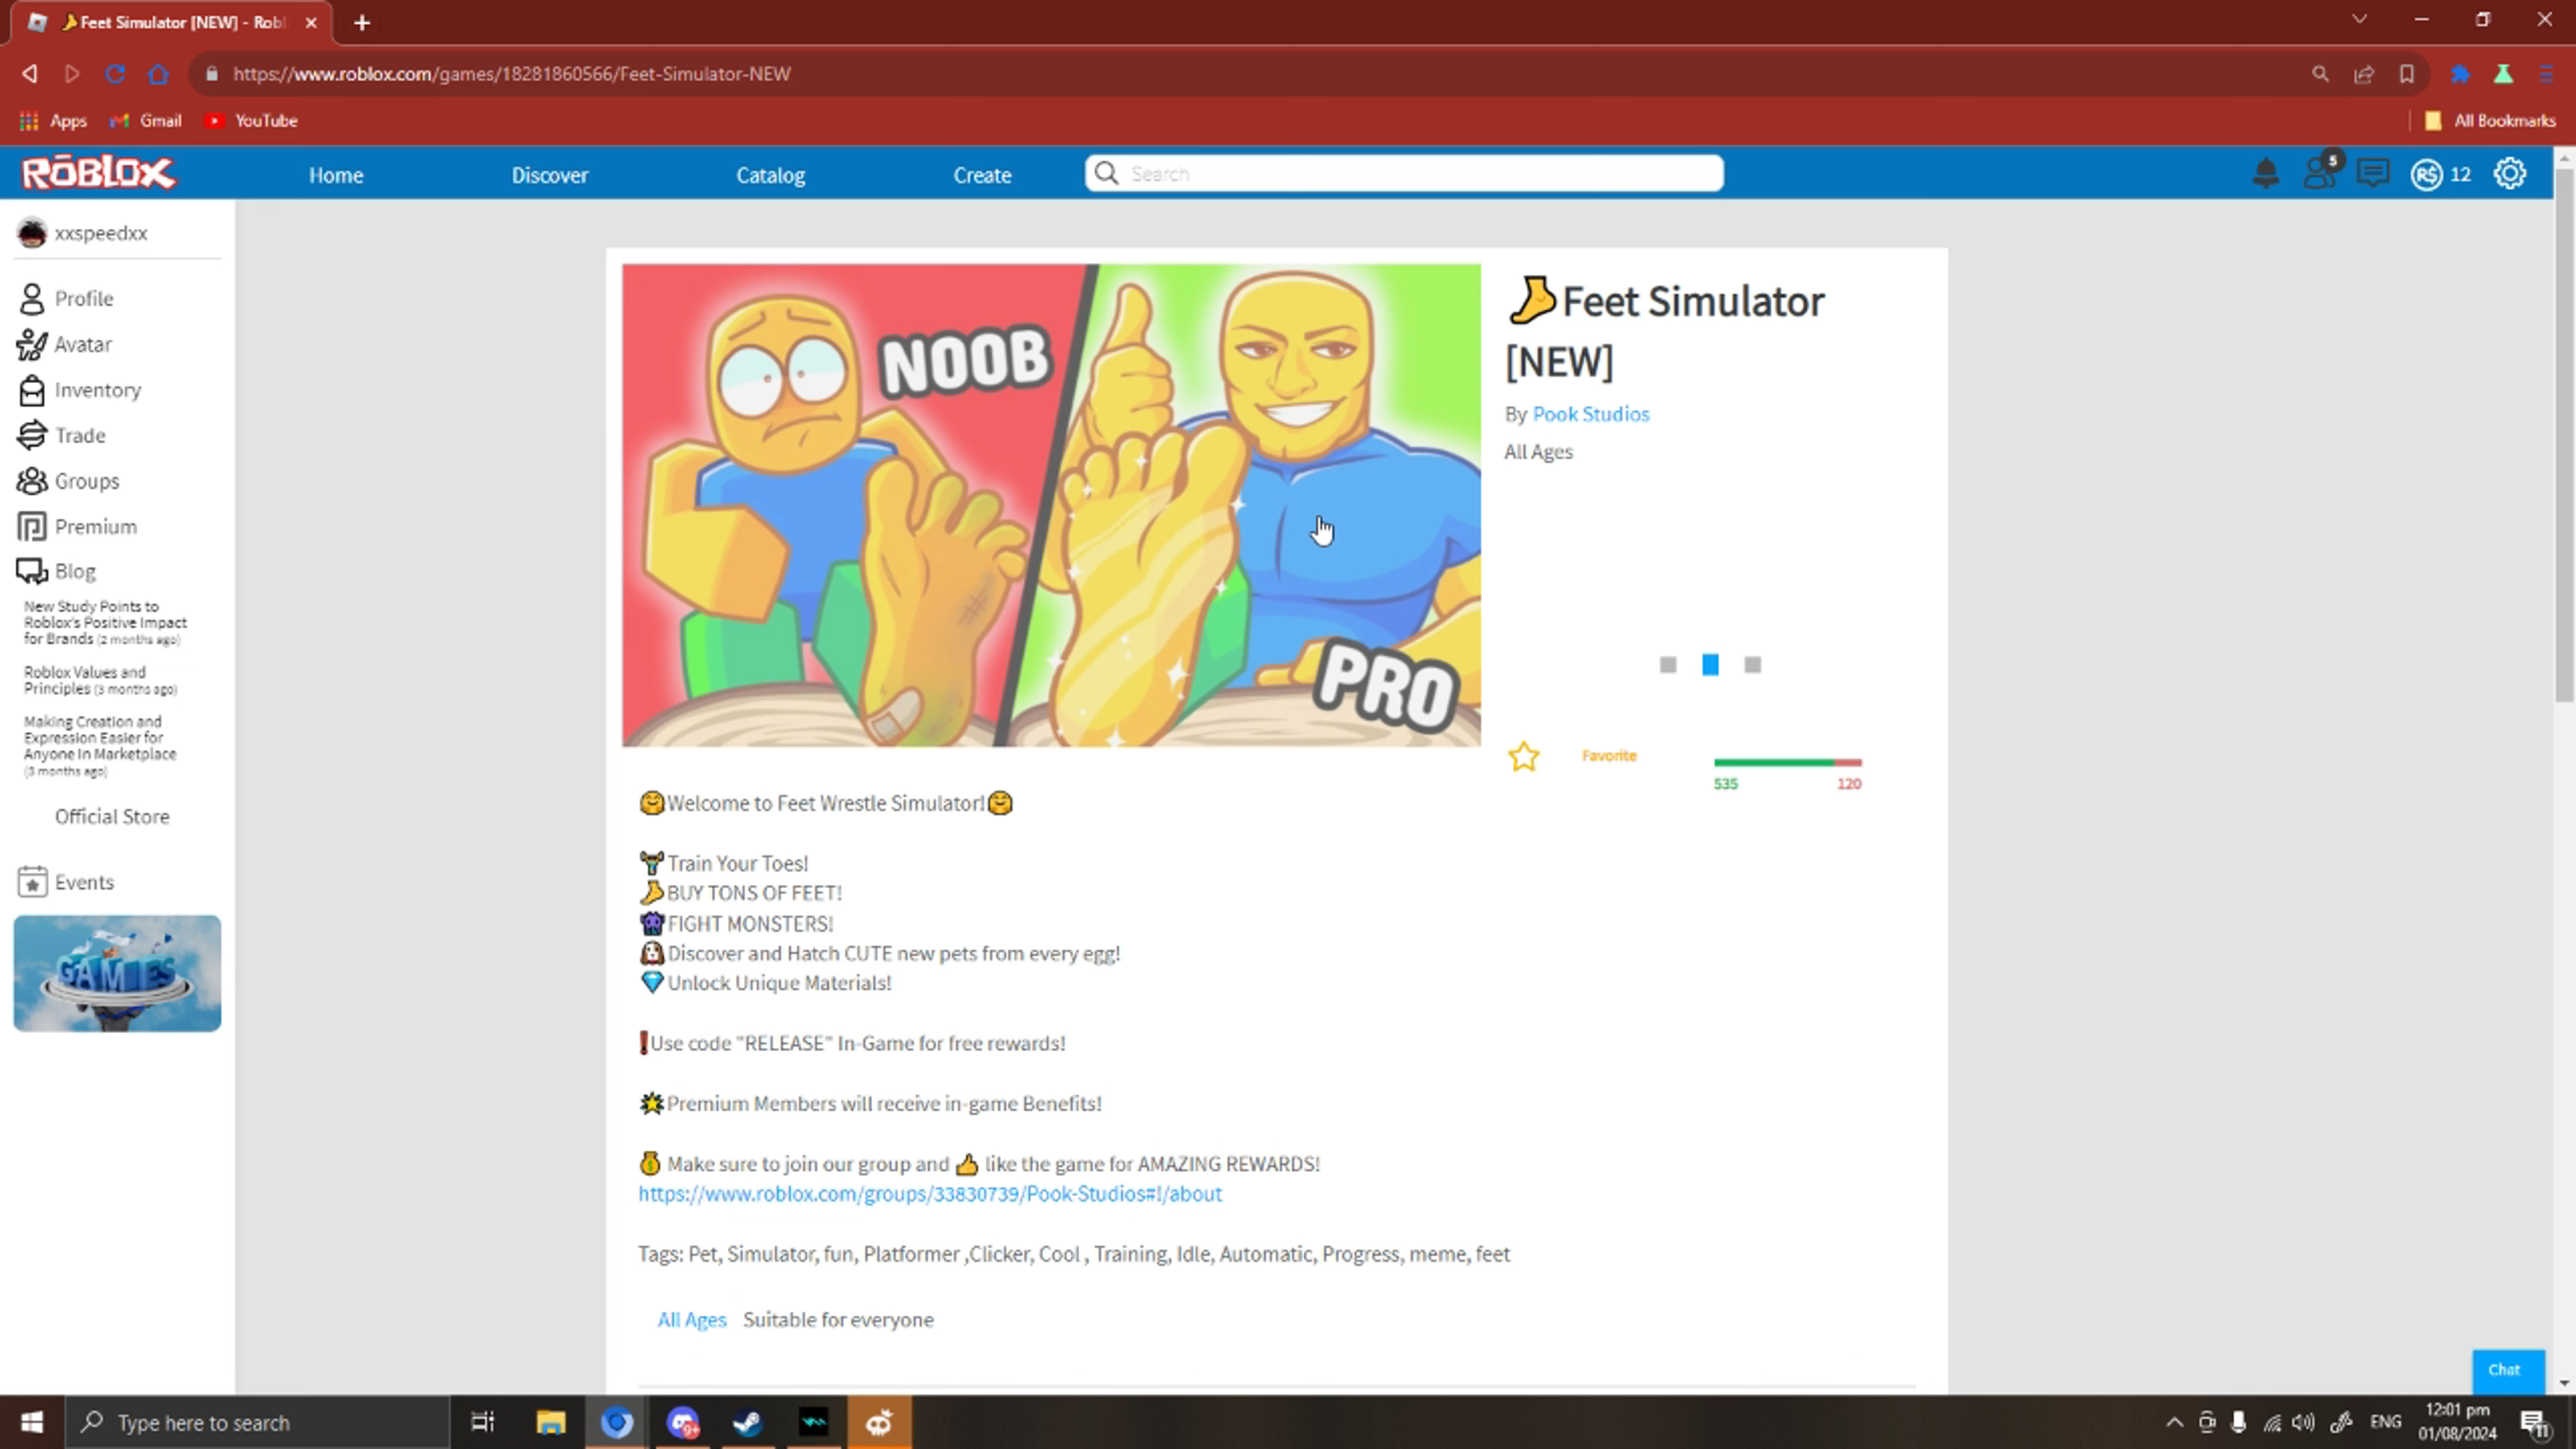 🦶Feet Simulator [NEW] - Rob
https://www.roblox.com/games/18281860566/Feet-Simulator-NEW
Apps
Gmail
YouTube
All Bookmarks
ROBLOX
Home
Discover
Catalog
Create
Search
5
R$ 12
xxspeedxx
Profile
Avatar
Inventory
Trade
Groups
Premium
Blog
New Study Points to
Roblox's Positive Impact
for Brands (2 months ago)
Roblox Values and
Principles (3 months ago)
Making Creation and
Expression Easier for
Anyone in Marketplace
(3 months ago)
Official Store
Events
GAMES
NOOB
PRO
🦶Feet Simulator
[NEW]
By Pook Studios
All Ages
Favorite
535
120
🤗Welcome to Feet Wrestle Simulator!🤗
🏋Train Your Toes!
🦶BUY TONS OF FEET!
👾FIGHT MONSTERS!
🐶Discover and Hatch CUTE new pets from every egg!
💎Unlock Unique Materials!
❗Use code "RELEASE" In-Game for free rewards!
🌟Premium Members will receive in-game Benefits!
💰 Make sure to join our group and 👍 like the game for AMAZING REWARDS!
https://www.roblox.com/groups/33830739/Pook-Studios#!/about
Tags: Pet, Simulator, fun, Platformer ,Clicker, Cool , Training, Idle, Automatic, Progress, meme, feet
All Ages Suitable for everyone
Chat
Type here to search
9+
ENG
12:01 pm
01/08/2024
11